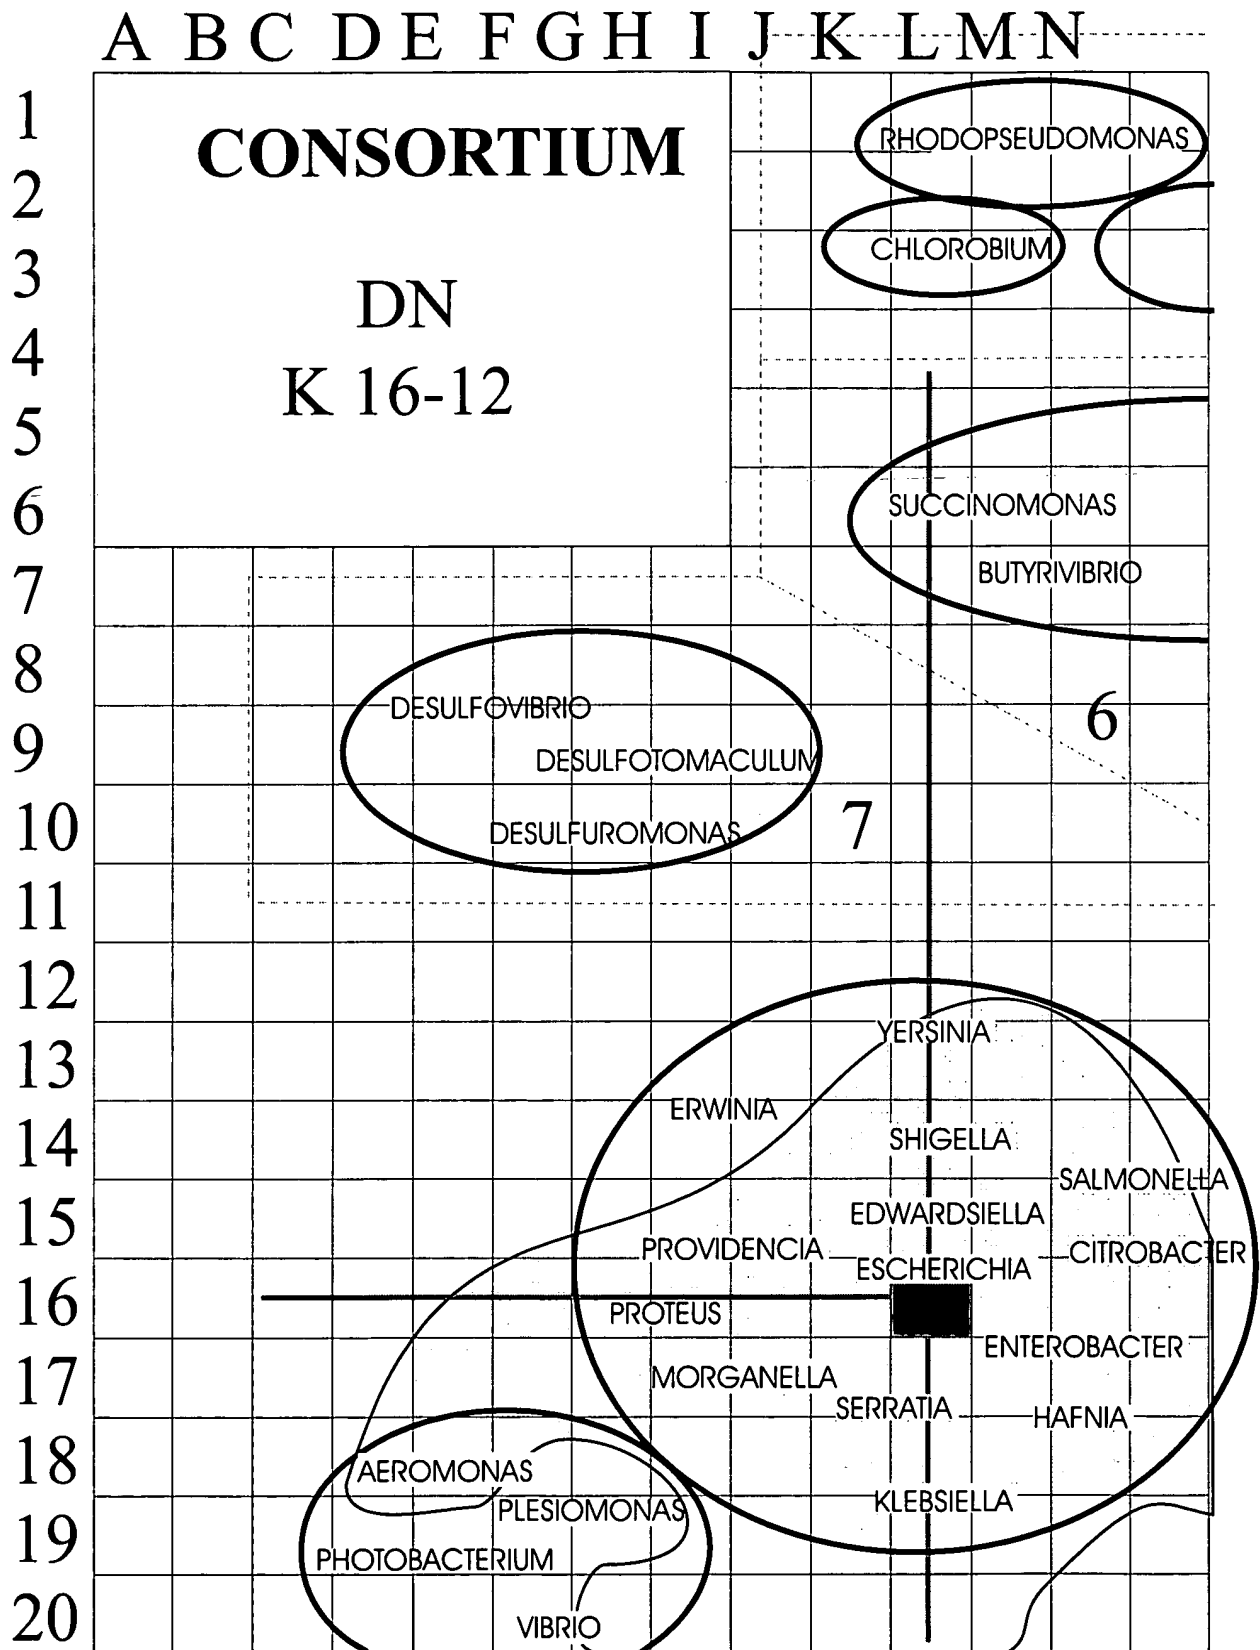 A B C D E F G H I J K L M N
1
CONSORTIUM
RHODOPSEUDOMONAS
2
CHLOROBIUM
3
DN
4
K 16-12
5
6
SUCCINOMONAS
7
BUTYRIVIBRIO
8
DESULFOVIBRIO
6
9
DESULFOTOMACULUM
10
DESULFUROMONAS
7
11
12
YERSINIA
13
ERWINIA
14
SHIGELLA
SALMONELLA
15
EDWARDSIELLA
PROVIDENCIA
CITROBACTER
ESCHERICHIA
16
PROTEUS
ENTEROBACTER
17
MORGANELLA
SERRATIA
HAFNIA
18
AEROMONAS
KLEBSIELLA
PLESIOMONAS
19
PHOTOBACTERIUM
20
VIBRIO